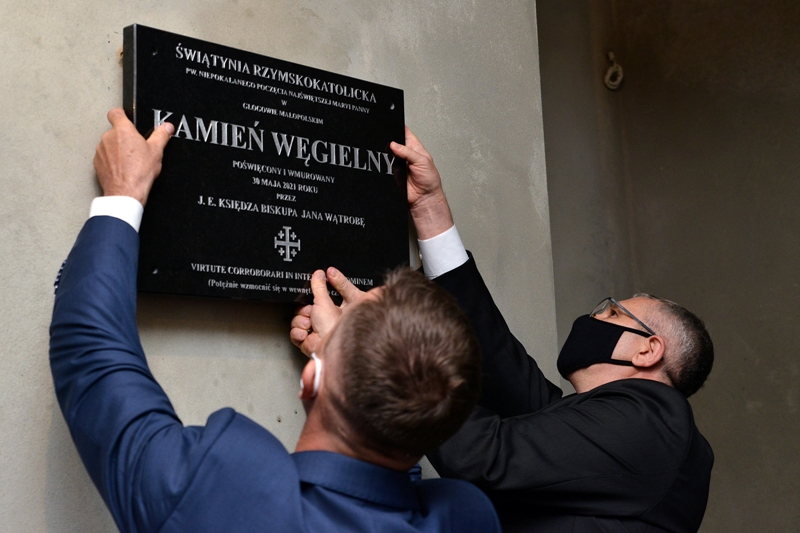 ŚWIĄTYNIA RZYMSKOKATOLICKA
PW. NIEPOKALANEGO POCZĘCIA NAJŚWIĘTSZEJ MARYI PANNY
W
GŁOGOWIE MAŁOPOLSKIM
KAMIEŃ WĘGIELNY
POŚWIĘCONY I WMUROWANY
30 MAJA 2021 ROKU
PRZEZ
J. E. KSIĘDZA BISKUPA JANA WĄTROBĘ
VIRTUTE CORROBORARI IN INTE OMINEM
(Potężnie wzmocnić się w